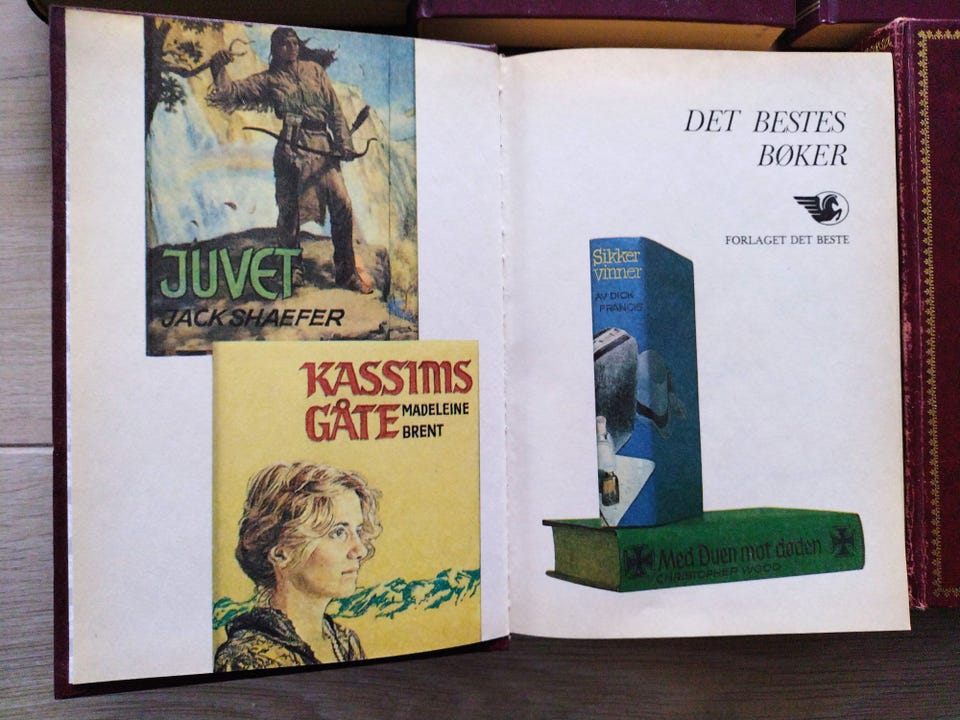 JUVET
JACK SHAEFER
KASSIMS
GÅTE MADELEINE
BRENT
DET BESTES
BØKER
FORLAGET DET BESTE
Sikker
vinner
AV DICK
FRANCIS
Med Duen mot døden
CHRISTOPHER WOOD